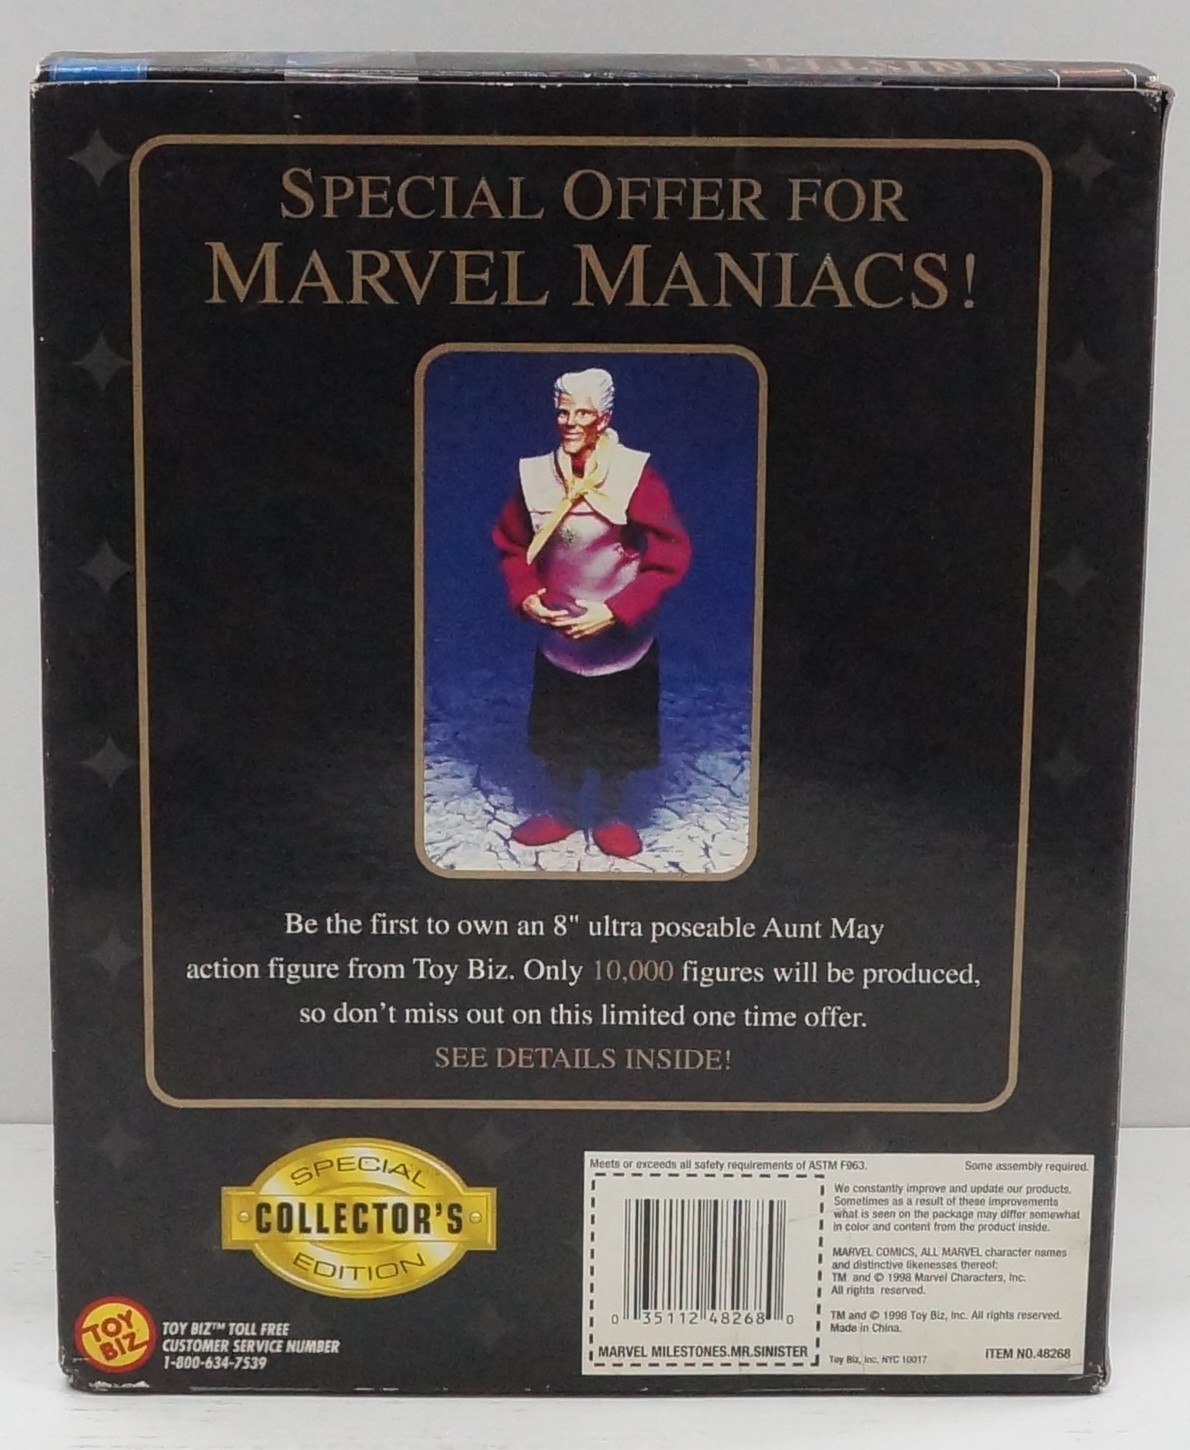 SINISTER
SPECIAL OFFER FOR
MARVEL MANIACS!
Be the first to own an 8" ultra poseable Aunt May
action figure from Toy Biz. Only 10,000 figures will be produced,
so don't miss out on this limited one time offer.
SEE DETAILS INSIDE!
SPECIAL
COLLECTOR'S
EDITION
TOY
BIZ
TOY BIZ™ TOLL FREE
CUSTOMER SERVICE NUMBER
1-800-634-7539
Meets or exceeds all safety requirements of ASTM F963.
Some assembly required.
0 35112 48268 0
MARVEL MILESTONES.MR.SINISTER
We constantly improve and update our products.
Sometimes as a result of these improvements
what is seen on the package may differ somewhat
in color and content from the product inside.
MARVEL COMICS, ALL MARVEL character names
and distinctive likenesses thereof:
TM and © 1998 Marvel Characters, Inc.
All rights reserved.
TM and © 1998 Toy Biz, Inc. All rights reserved.
Made in China.
Toy Biz, Inc. NYC 10017
ITEM NO.48268